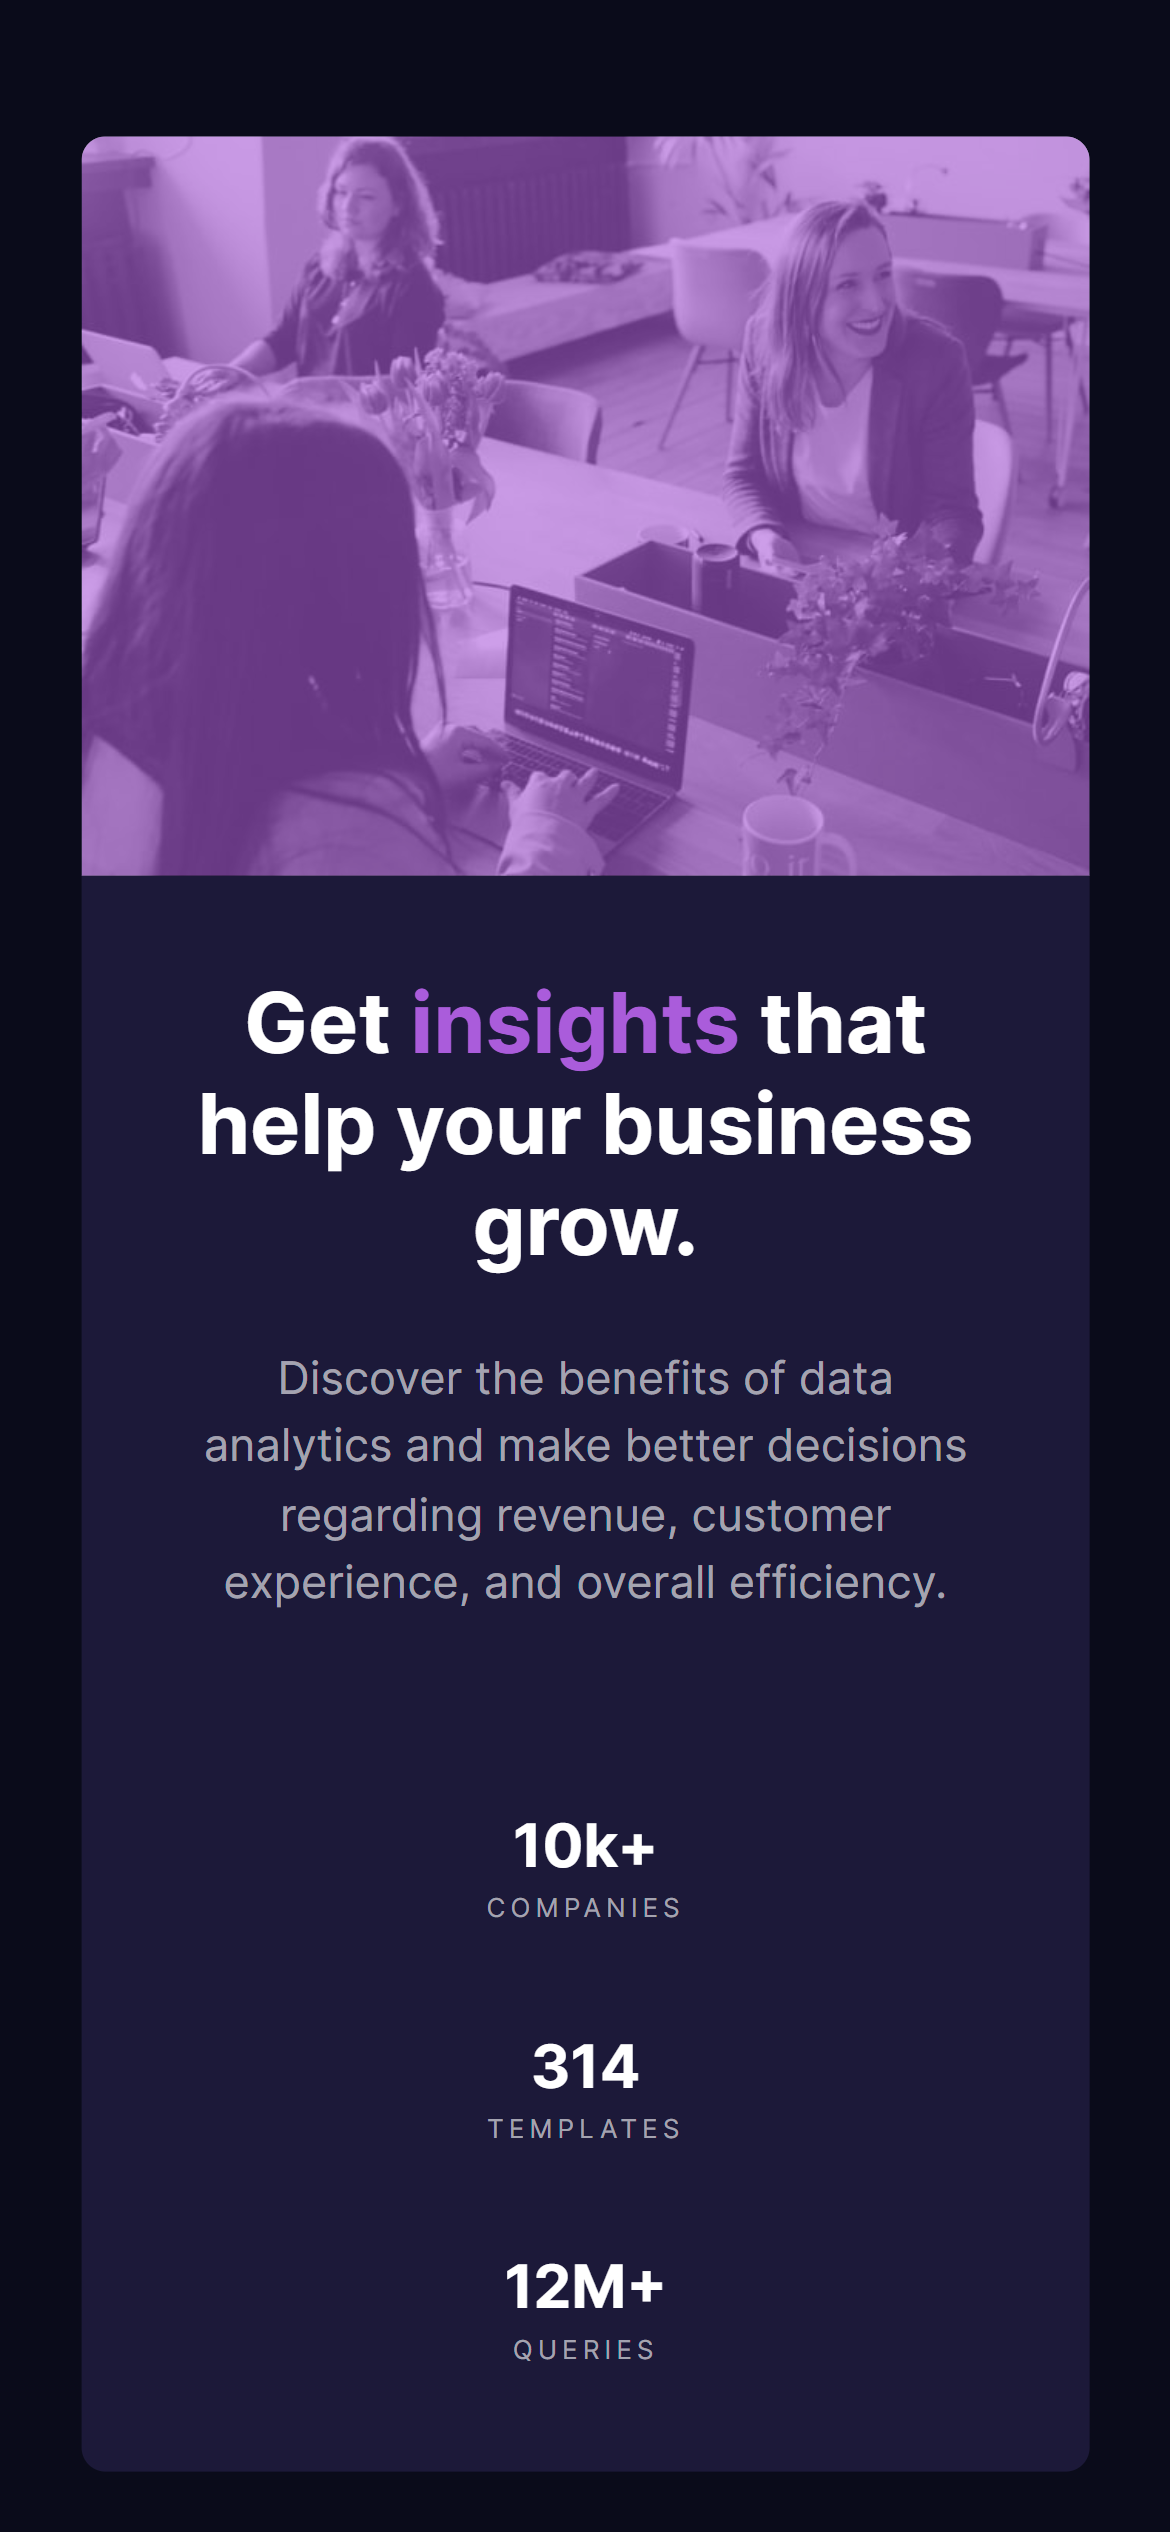 Get insights that
help your business
grow.
Discover the benefits of data
analytics and make better decisions
regarding revenue, customer
experience, and overall efficiency.
10k+
COMPANIES
314
TEMPLATES
12M+
QUERIES